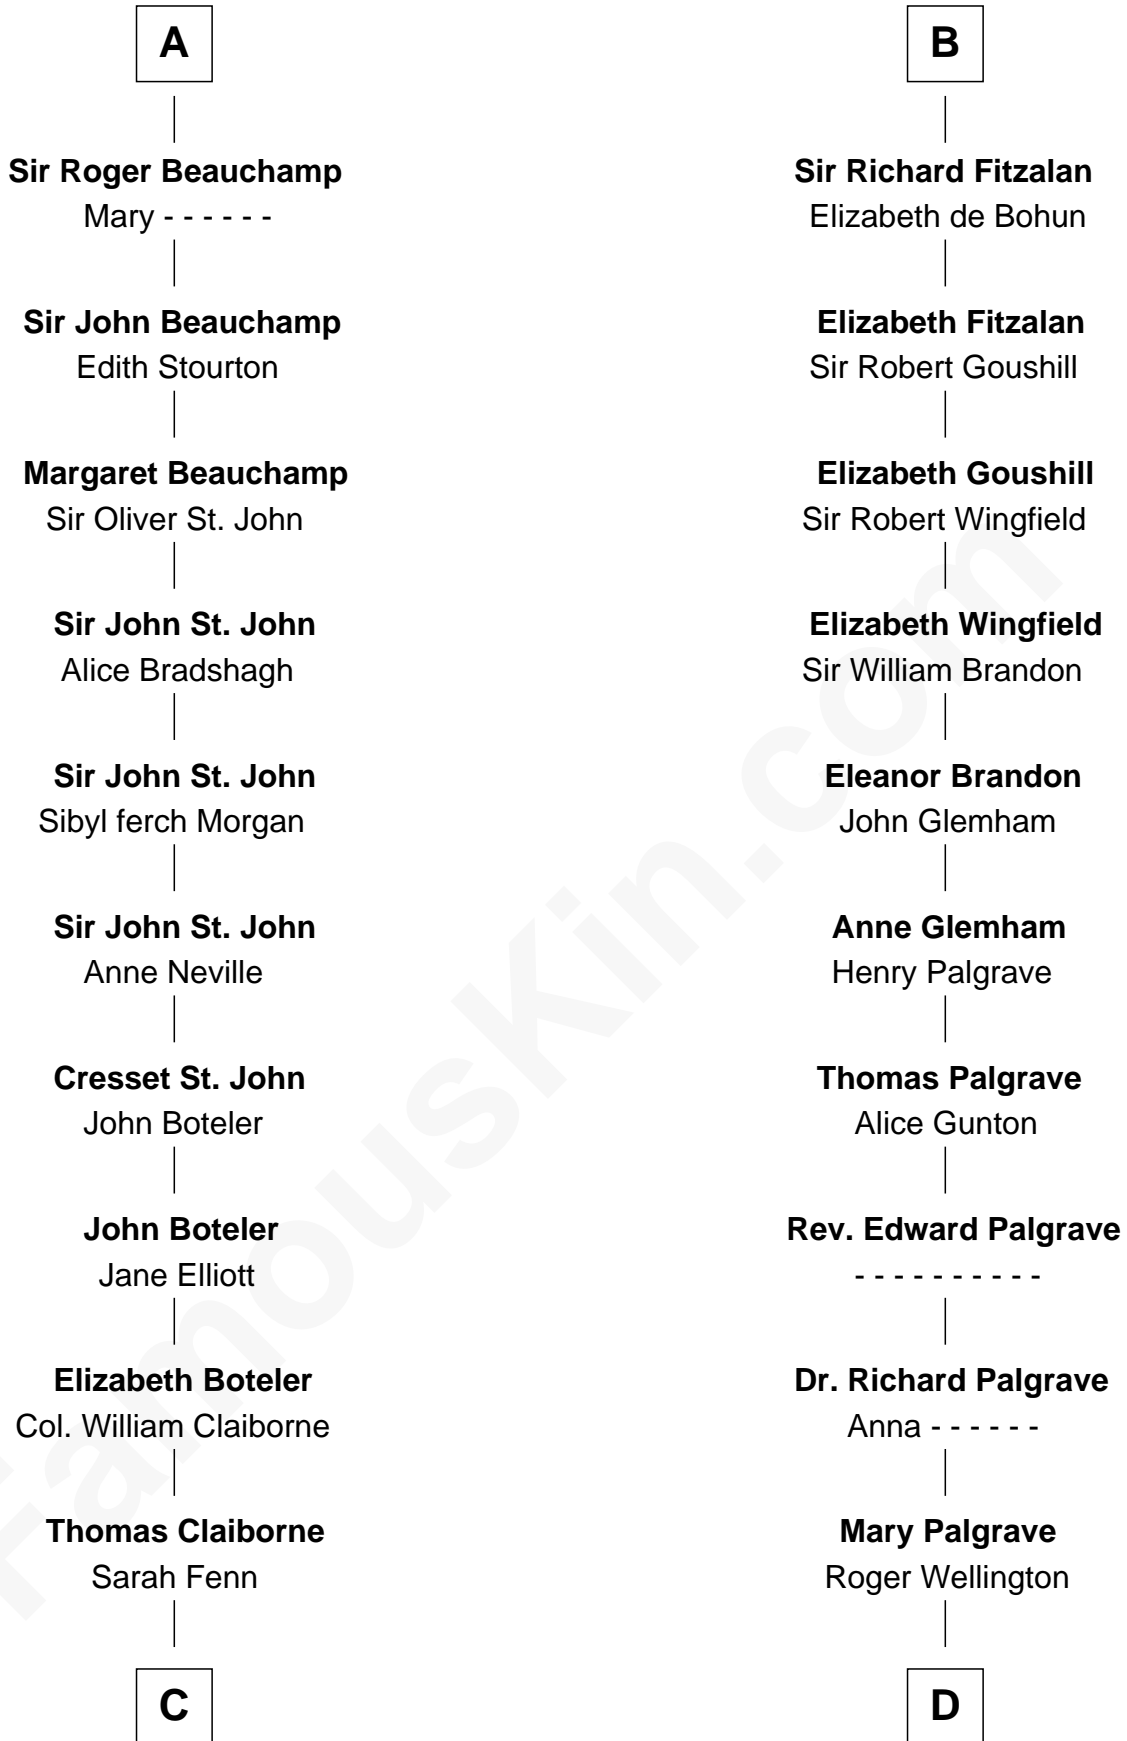 A
Sir Roger Beauchamp
Mary - - - - - -
Sir John Beauchamp
Edith Stourton
Margaret Beauchamp
Sir Oliver St. John
Sir John St. John
Alice Bradshagh
Sir John St. John
Sibyl ferch Morgan
Sir John St. John
Anne Neville
Cresset St. John
John Boteler
John Boteler
Jane Elliott
Elizabeth Boteler
Col. William Claiborne
Thomas Claiborne
Sarah Fenn
C
B
Sir Richard Fitzalan
Elizabeth de Bohun
Elizabeth Fitzalan
Sir Robert Goushill
Elizabeth Goushill
Sir Robert Wingfield
Elizabeth Wingfield
Sir William Brandon
Eleanor Brandon
John Glemham
Anne Glemham
Henry Palgrave
Thomas Palgrave
Alice Gunton
Rev. Edward Palgrave
- - - - - - - - - -
Dr. Richard Palgrave
Anna - - - - - -
Mary Palgrave
Roger Wellington
D
FamousKin.com